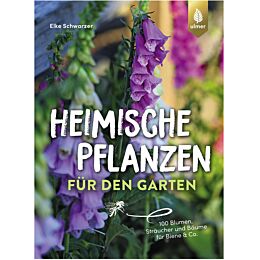 Elke Schwarzer
ulmer
HEIMISCHE
PFLANZEN
FÜR DEN GARTEN
100 Blumen,
Sträucher und Bäume
für Biene & Co.